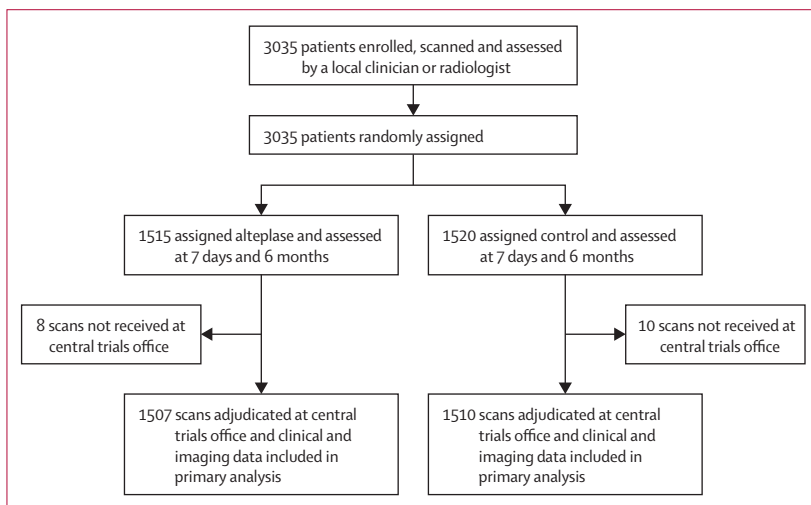 3035 patients enrolled, scanned and assessed
by a local clinician or radiologist
3035 patients randomly assigned
1515 assigned alteplase and assessed
at 7 days and 6 months
1520 assigned control and assessed
at 7 days and 6 months
8 scans not received at
central trials office
10 scans not received at
central trials office
1507 scans adjudicated at central
trials office and clinical and
imaging data included in
primary analysis
1510 scans adjudicated at central
trials office and clinical and
imaging data included in
primary analysis